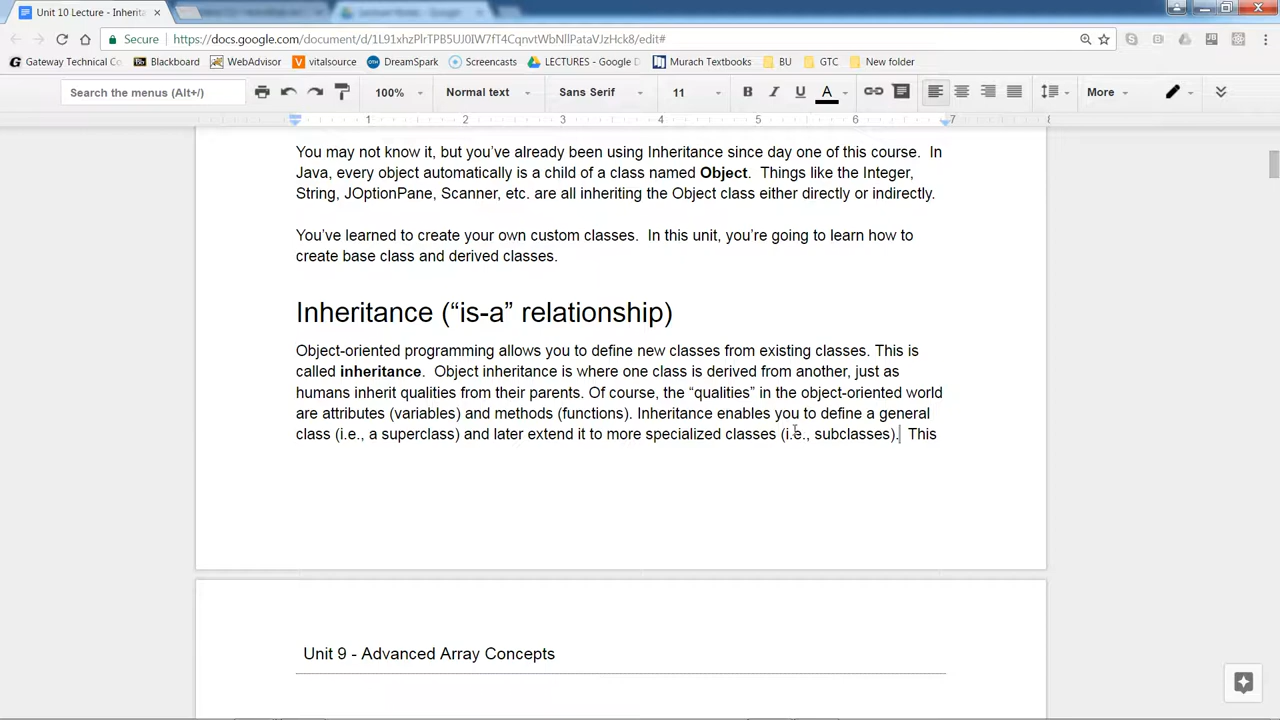 Unit 10 Lecture - Inherita
Secure
https://docs.google.com/document/d/1L91xhzPlrTPB5UJ0IW7fT4CqnvtWbNllPataVJzHck8/edit#
Gateway Technical Co
Bb Blackboard
WebAdvisor
V vitalsource
DreamSpark
Screencasts
LECTURES - Google D
Murach Textbooks
BU
GTC
New folder
Search the menus (Alt+/)
100%
Normal text
Sans Serif
11
B I U A
More
1 2 3 4 5 6 7
You may not know it, but you’ve already been using Inheritance since day one of this course. In
Java, every object automatically is a child of a class named Object. Things like the Integer,
String, JOptionPane, Scanner, etc. are all inheriting the Object class either directly or indirectly.
You’ve learned to create your own custom classes. In this unit, you’re going to learn how to
create base class and derived classes.
Inheritance (“is-a” relationship)
Object-oriented programming allows you to define new classes from existing classes. This is
called inheritance. Object inheritance is where one class is derived from another, just as
humans inherit qualities from their parents. Of course, the “qualities” in the object-oriented world
are attributes (variables) and methods (functions). Inheritance enables you to define a general
class (i.e., a superclass) and later extend it to more specialized classes (i.e., subclasses). This
Unit 9 - Advanced Array Concepts